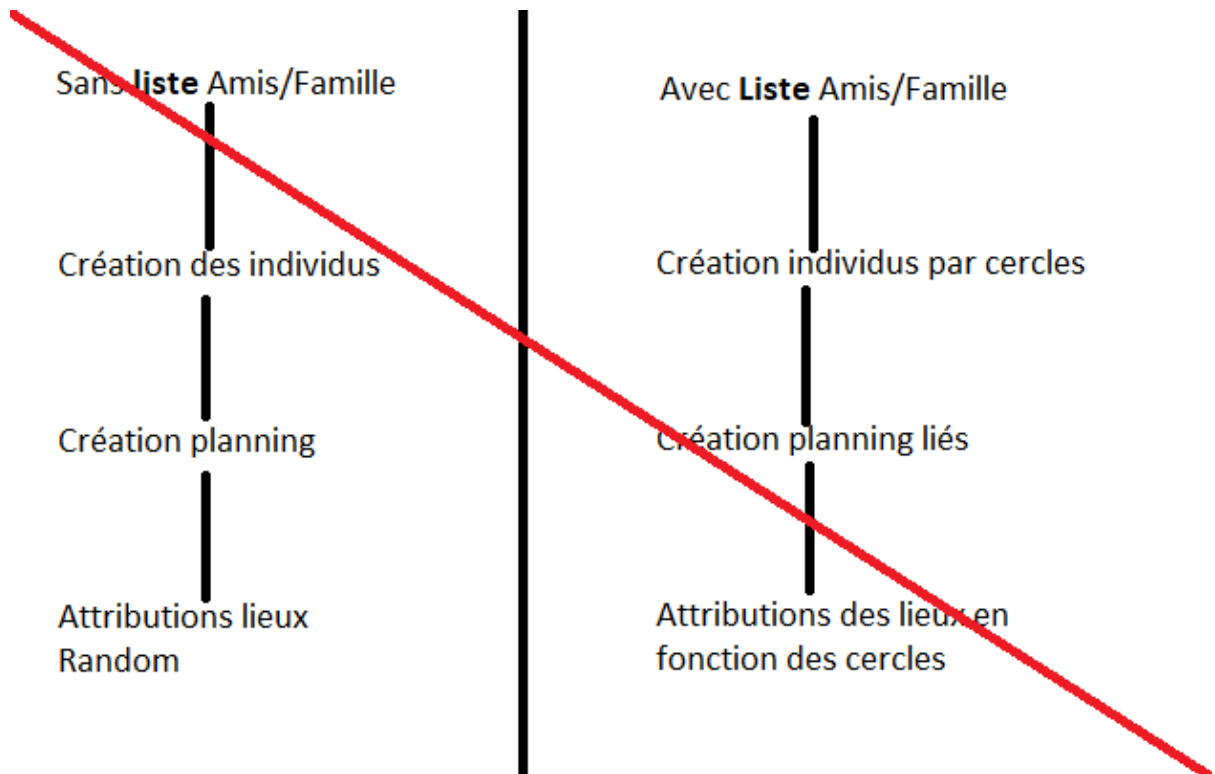 Sans liste Amis/Famille
Création des individus
Création planning
Attributions lieux
Random
Avec Liste Amis/Famille
Création individus par cercles
Création planning liés
Attributions des lieux en
fonction des cercles